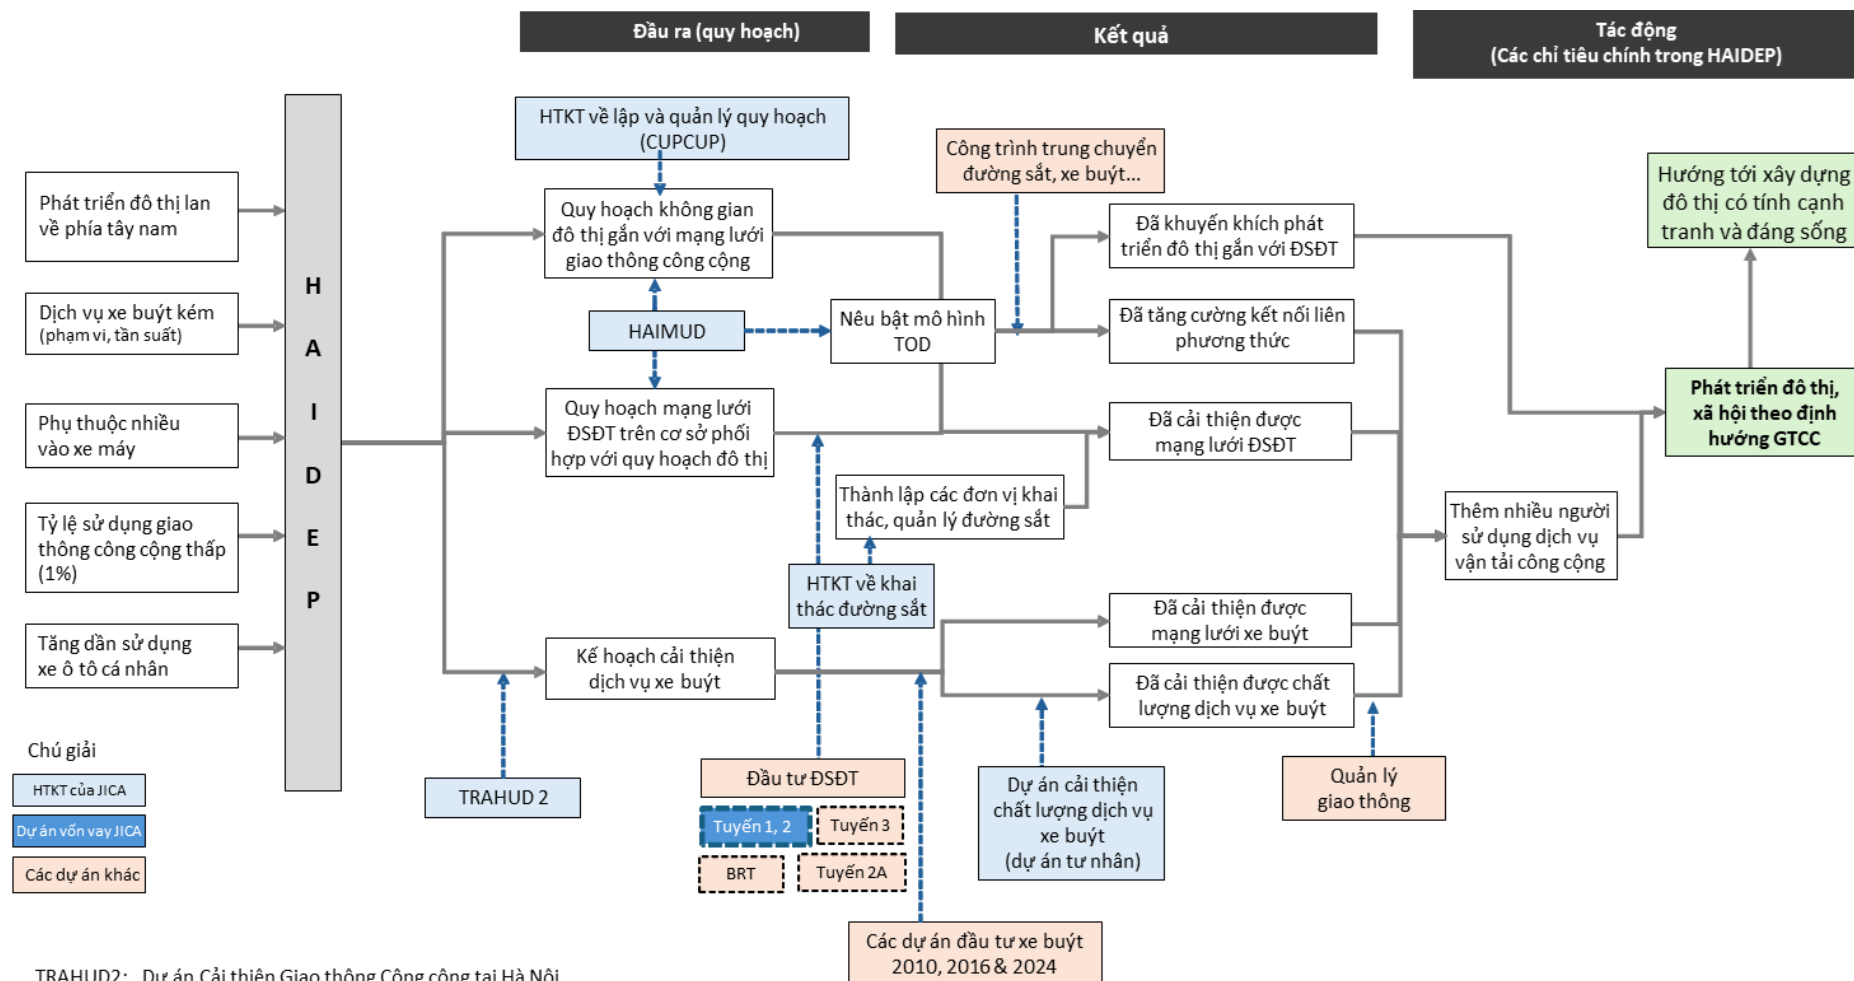 Đầu ra (quy hoạch)
Kết quả
Tác động
(Các chỉ tiêu chính trong HAIDEP)
HTKT về lập và quản lý quy hoạch
(CUPCUP)
Công trình trung chuyển
đường sắt, xe buýt...
Hướng tới xây dựng
đô thị có tính cạnh
tranh và đáng sống
Phát triển đô thị lan
về phía tây nam
Quy hoạch không gian
đô thị gắn với mạng lưới
giao thông công cộng
Đã khuyến khích phát
triển đô thị gắn với ĐSĐT
H
A
I
D
E
P
Dịch vụ xe buýt kém
(phạm vi, tần suất)
HAIMUD
Nêu bật mô hình
TOD
Đã tăng cường kết nối liên
phương thức
Phụ thuộc nhiều
vào xe máy
Quy hoạch mạng lưới
ĐSĐT trên cơ sở phối
hợp với quy hoạch đô thị
Đã cải thiện được
mạng lưới ĐSĐT
Phát triển đô thị,
xã hội theo định
hướng GTCC
Tỷ lệ sử dụng giao
thông công cộng thấp
(1%)
Thành lập các đơn vị khai
thác, quản lý đường sắt
Thêm nhiều người
sử dụng dịch vụ
vận tải công cộng
HTKT về khai
thác đường sắt
Đã cải thiện được
mạng lưới xe buýt
Tăng dần sử dụng
xe ô tô cá nhân
Kế hoạch cải thiện
dịch vụ xe buýt
Đã cải thiện được chất
lượng dịch vụ xe buýt
Chú giải
HTKT của JICA
Dự án vốn vay JICA
Các dự án khác
TRAHUD 2
Đầu tư ĐSĐT
Tuyến 1, 2
Tuyến 3
BRT
Tuyến 2A
Dự án cải thiện
chất lượng dịch vụ
xe buýt
(dự án tư nhân)
Quản lý
giao thông
Các dự án đầu tư xe buýt
2010, 2016 & 2024
TRAHUD2: Dự án Cải thiện Giao thông Công cộng tại Hà Nội